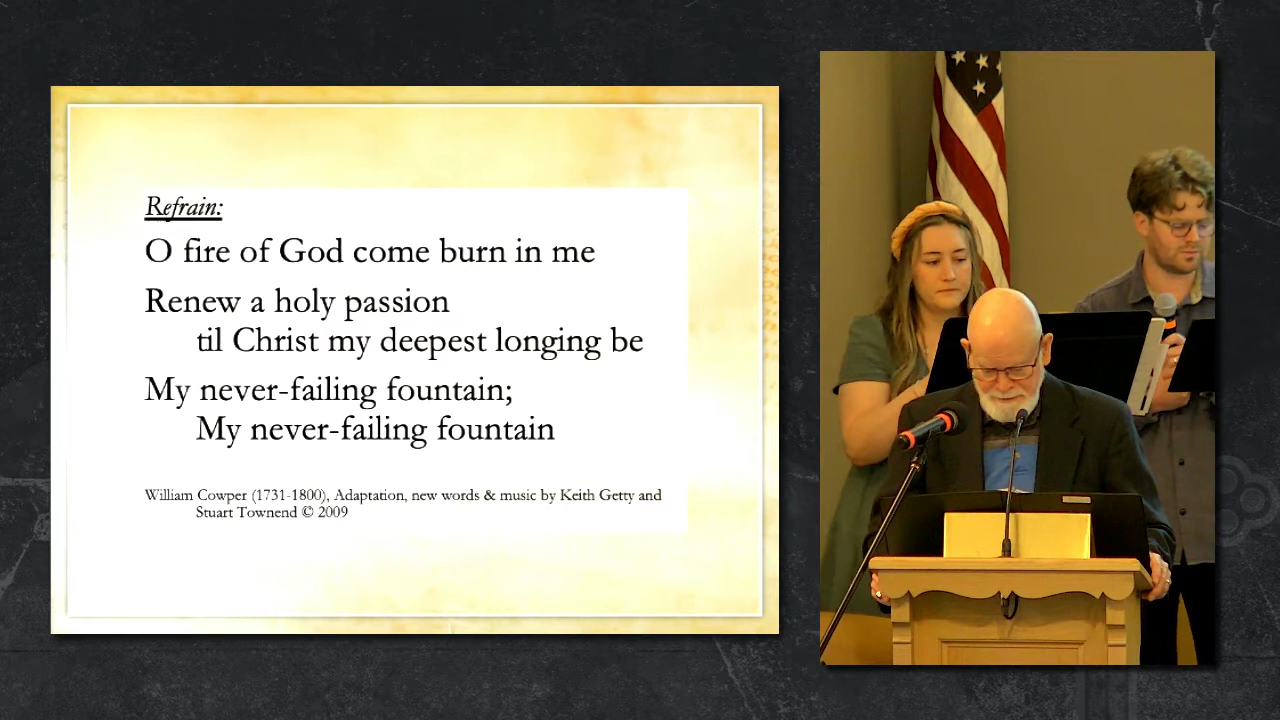 Refrain:
O fire of God come burn in me
Renew a holy passion
til Christ my deepest longing be
My never-failing fountain;
My never-failing fountain
William Cowper (1731-1800), Adaptation, new words & music by Keith Getty and
Stuart Townend © 2009